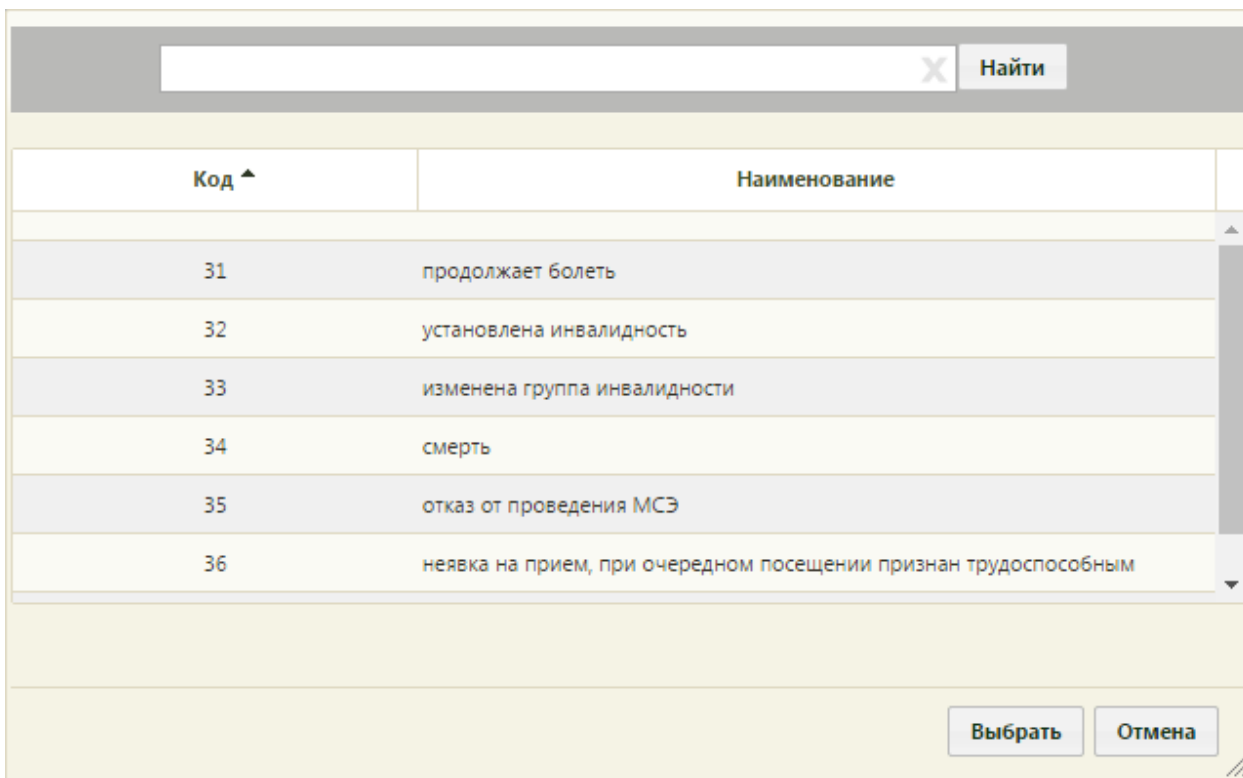 Найти
Код Наименование
31 продолжает болеть
32 установлена инвалидность
33 изменена группа инвалидности
34 смерть
35 отказ от проведения МСЭ
36 неявка на прием, при очередном посещении признан трудоспособным
Выбрать Отмена